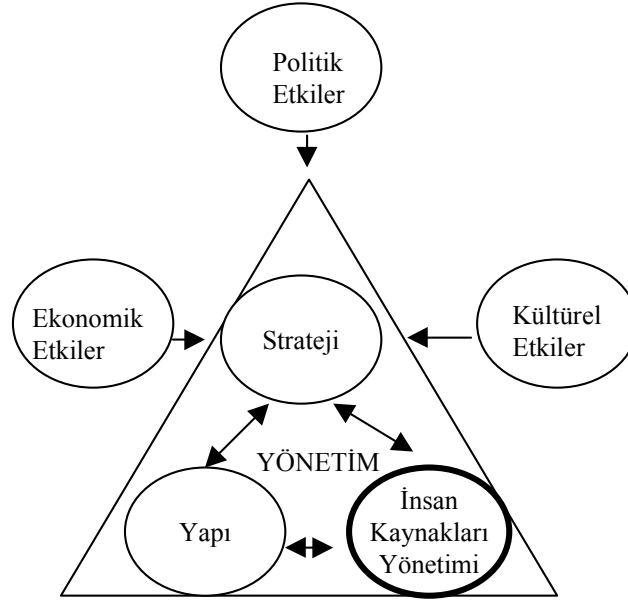 Politik
Etkiler
Ekonomik
Etkiler
Strateji
Kültürel
Etkiler
YÖNETİM
Yapı
İnsan
Kaynakları
Yönetimi